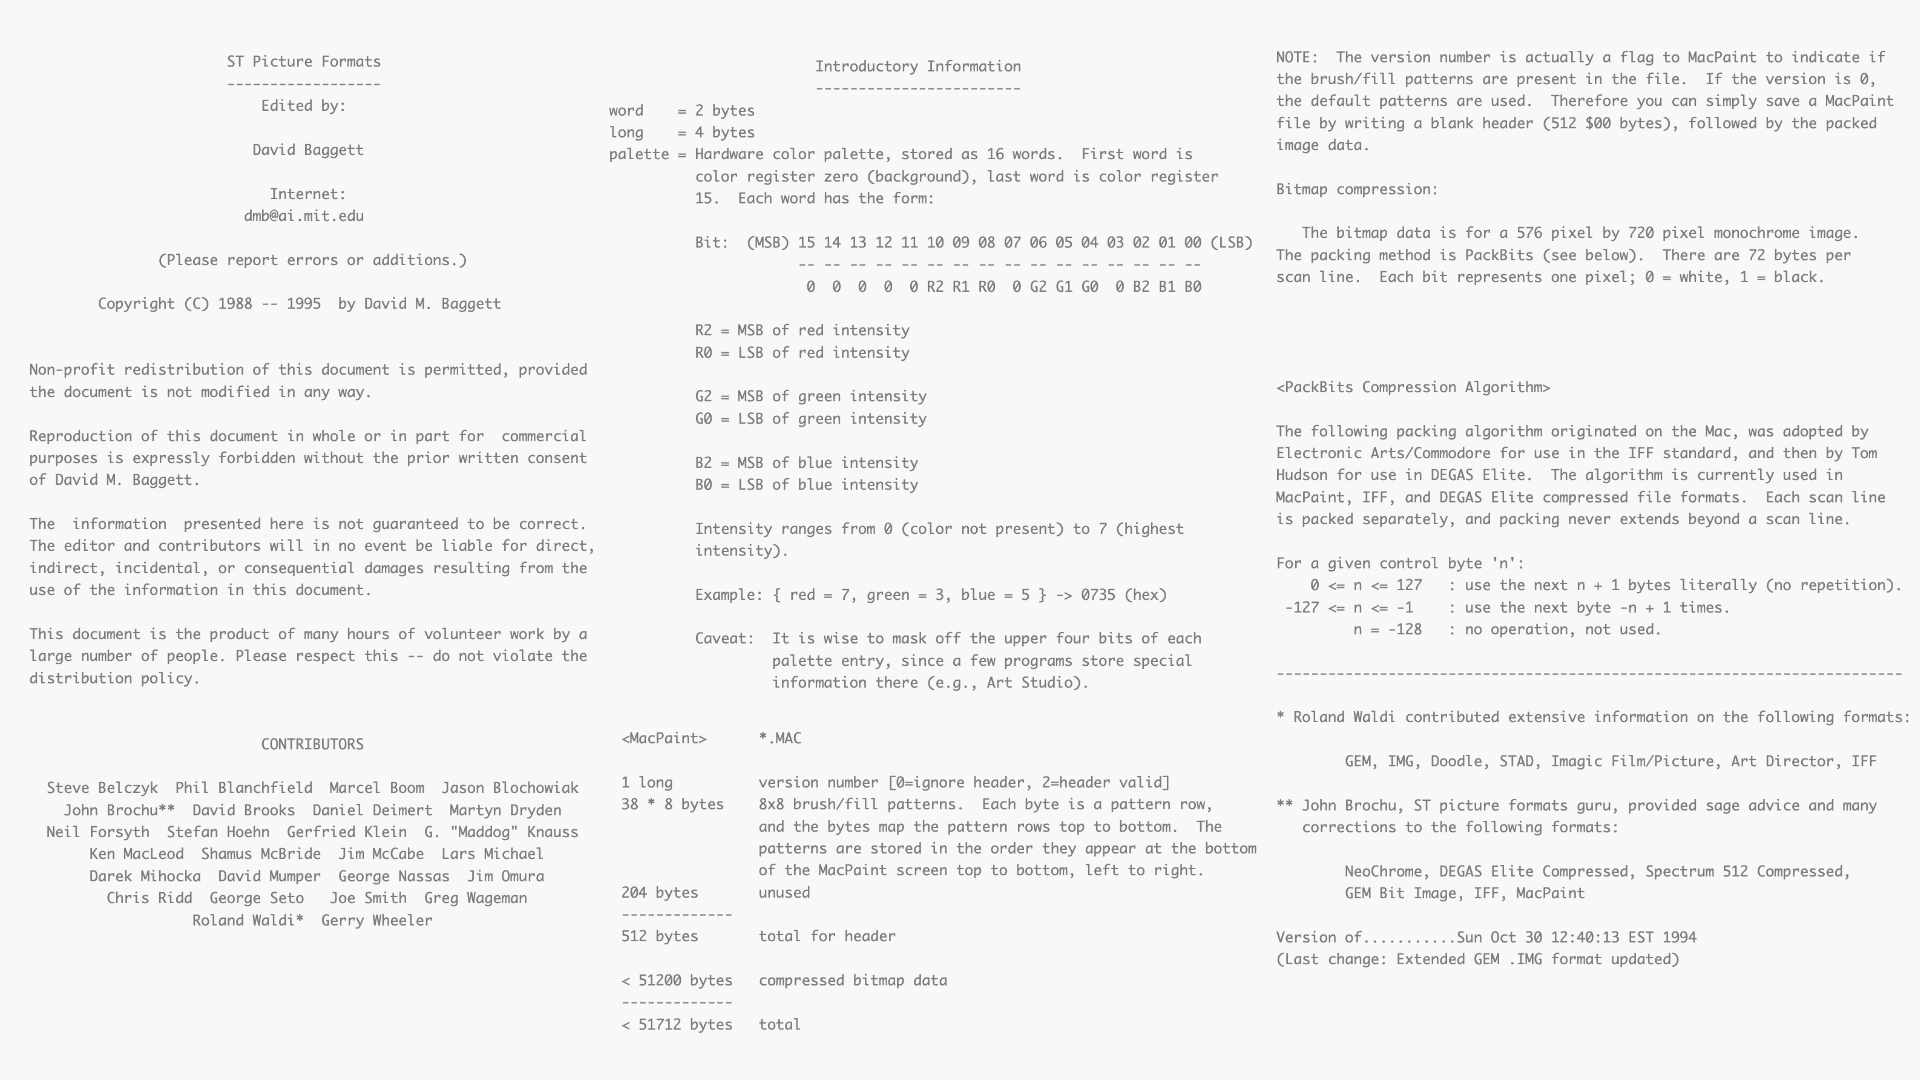 ST Picture Formats
------------------
Edited by:
David Baggett
Internet:
dmb@ai.mit.edu
(Please report errors or additions.)
Copyright (C) 1988 -- 1995  by David M. Baggett
Non-profit redistribution of this document is permitted, provided
the document is not modified in any way.
Reproduction of this document in whole or in part for  commercial
purposes is expressly forbidden without the prior written consent
of David M. Baggett.
The  information  presented here is not guaranteed to be correct.
The editor and contributors will in no event be liable for direct,
indirect, incidental, or consequential damages resulting from the
use of the information in this document.
This document is the product of many hours of volunteer work by a
large number of people. Please respect this -- do not violate the
distribution policy.
CONTRIBUTORS
Steve Belczyk  Phil Blanchfield  Marcel Boom  Jason Blochowiak
John Brochu**  David Brooks  Daniel Deimert  Martyn Dryden
Neil Forsyth  Stefan Hoehn  Gerfried Klein  G. "Maddog" Knauss
Ken MacLeod  Shamus McBride  Jim McCabe  Lars Michael
Darek Mihocka  David Mumper  George Nassas  Jim Omura
Chris Ridd  George Seto   Joe Smith  Greg Wageman
Roland Waldi*  Gerry Wheeler
Introductory Information
------------------------
word    = 2 bytes
long    = 4 bytes
palette = Hardware color palette, stored as 16 words.  First word is
color register zero (background), last word is color register
15.  Each word has the form:
Bit:  (MSB) 15 14 13 12 11 10 09 08 07 06 05 04 03 02 01 00 (LSB)
-- -- -- -- -- -- -- -- -- -- -- -- -- -- -- --
0  0  0  0  0 R2 R1 R0  0 G2 G1 G0  0 B2 B1 B0
R2 = MSB of red intensity
R0 = LSB of red intensity
G2 = MSB of green intensity
G0 = LSB of green intensity
B2 = MSB of blue intensity
B0 = LSB of blue intensity
Intensity ranges from 0 (color not present) to 7 (highest
intensity).
Example: { red = 7, green = 3, blue = 5 } -> 0735 (hex)
Caveat:  It is wise to mask off the upper four bits of each
palette entry, since a few programs store special
information there (e.g., Art Studio).
<MacPaint>      *.MAC
1 long          version number [0=ignore header, 2=header valid]
38 * 8 bytes    8x8 brush/fill patterns.  Each byte is a pattern row,
and the bytes map the pattern rows top to bottom.  The
patterns are stored in the order they appear at the bottom
of the MacPaint screen top to bottom, left to right.
204 bytes       unused
-------------
512 bytes       total for header
< 51200 bytes   compressed bitmap data
-------------
< 51712 bytes   total
NOTE:  The version number is actually a flag to MacPaint to indicate if
the brush/fill patterns are present in the file.  If the version is 0,
the default patterns are used.  Therefore you can simply save a MacPaint
file by writing a blank header (512 $00 bytes), followed by the packed
image data.
Bitmap compression:
The bitmap data is for a 576 pixel by 720 pixel monochrome image.
The packing method is PackBits (see below).  There are 72 bytes per
scan line.  Each bit represents one pixel; 0 = white, 1 = black.
<PackBits Compression Algorithm>
The following packing algorithm originated on the Mac, was adopted by
Electronic Arts/Commodore for use in the IFF standard, and then by Tom
Hudson for use in DEGAS Elite.  The algorithm is currently used in
MacPaint, IFF, and DEGAS Elite compressed file formats.  Each scan line
is packed separately, and packing never extends beyond a scan line.
For a given control byte 'n':
0 <= n <= 127   : use the next n + 1 bytes literally (no repetition).
-127 <= n <= -1    : use the next byte -n + 1 times.
n = -128   : no operation, not used.
-------------------------------------------------------------------------
* Roland Waldi contributed extensive information on the following formats:
GEM, IMG, Doodle, STAD, Imagic Film/Picture, Art Director, IFF
** John Brochu, ST picture formats guru, provided sage advice and many
corrections to the following formats:
NeoChrome, DEGAS Elite Compressed, Spectrum 512 Compressed,
GEM Bit Image, IFF, MacPaint
Version of...........Sun Oct 30 12:40:13 EST 1994
(Last change: Extended GEM .IMG format updated)